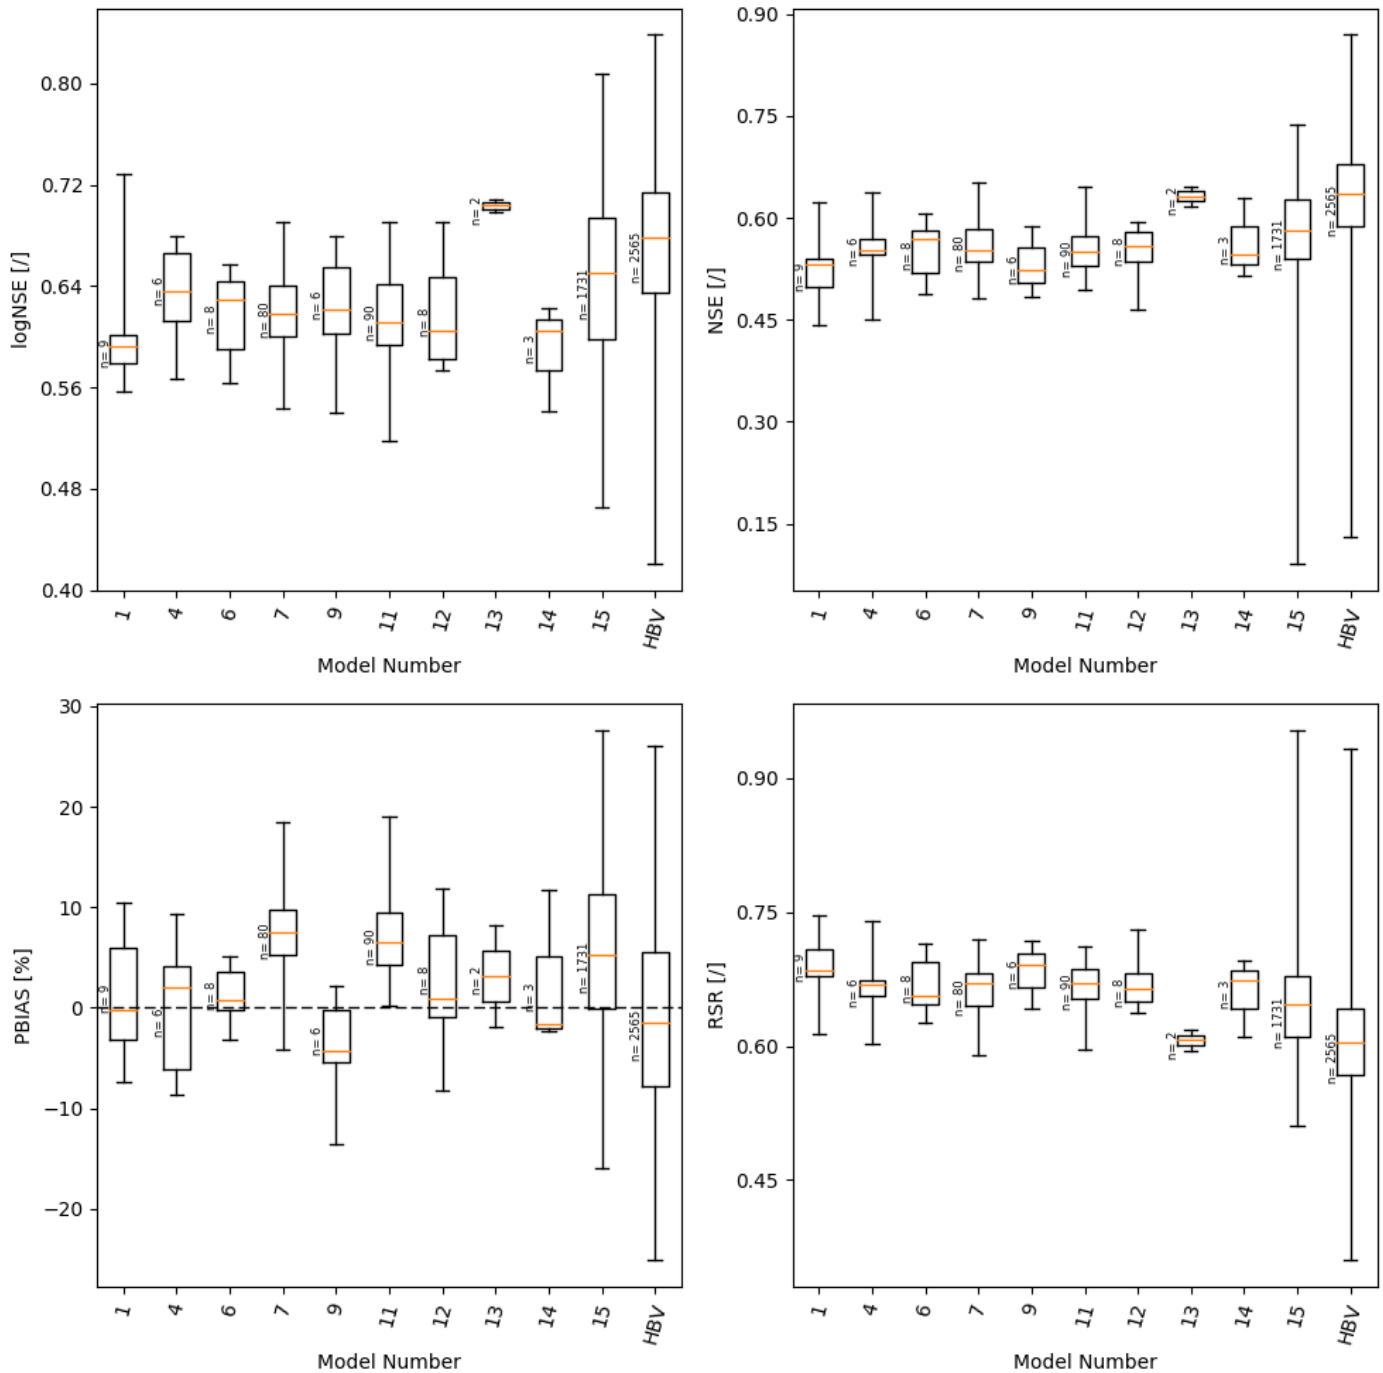 logNSE [/]
0.80
0.72
0.64
0.56
0.48
0.40
n= 9
n= 6
n= 8
n= 80
n= 6
n= 90
n= 8
n= 2
n= 3
n= 1731
n= 2565
1 4 6 7 9 11 12 13 14 15 HBV
Model Number
NSE [/]
0.90
0.75
0.60
0.45
0.30
0.15
n= 9
n= 6
n= 8
n= 80
n= 6
n= 90
n= 8
n= 2
n= 3
n= 1731
n= 2565
1 4 6 7 9 11 12 13 14 15 HBV
Model Number
PBIAS [%]
30
20
10
0
−10
−20
n= 9
n= 6
n= 8
n= 80
n= 6
n= 90
n= 8
n= 2
n= 3
n= 1731
n= 2565
1 4 6 7 9 11 12 13 14 15 HBV
Model Number
RSR [/]
0.90
0.75
0.60
0.45
n= 9
n= 6
n= 8
n= 80
n= 6
n= 90
n= 8
n= 2
n= 3
n= 1731
n= 2565
1 4 6 7 9 11 12 13 14 15 HBV
Model Number